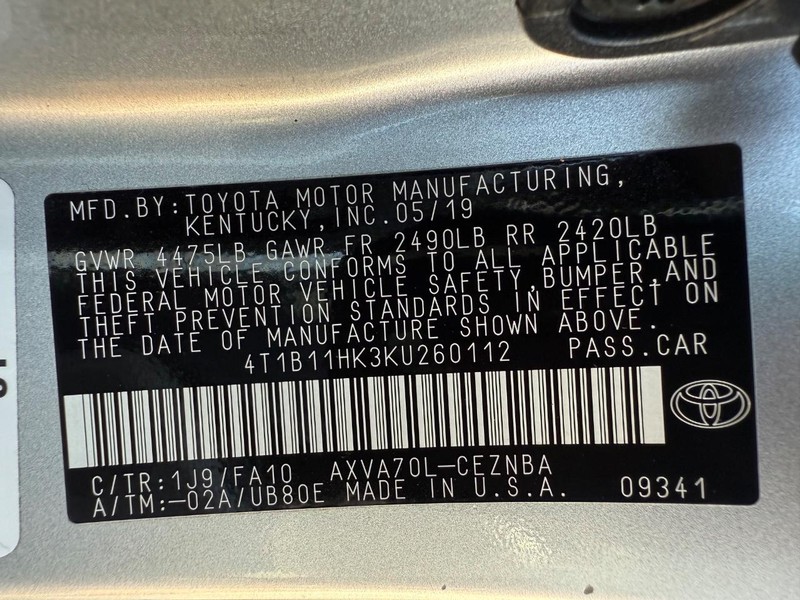 MFD.BY:TOYOTA MOTOR MANUFACTURING,
KENTUCKY,INC.05/19
GVWR 4475LB GAWR FR 2490LB RR 2420LB
THIS VEHICLE CONFORMS TO ALL APPLICABLE
FEDERAL MOTOR VEHICLE SAFETY,BUMPER,AND
THEFT PREVENTION STANDARDS IN EFFECT ON
THE DATE OF MANUFACTURE SHOWN ABOVE.
4T1B11HK3KU260112 PASS.CAR
C/TR:1J9/FA10 AXVA70L-CEZNBA
A/TM:-02A/UB80E MADE IN U.S.A. 09341